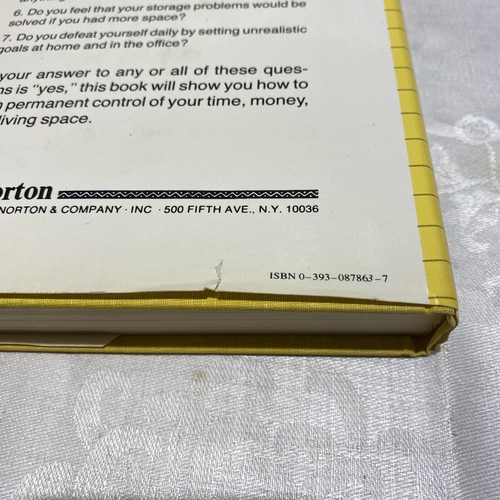 6. Do you feel that your storage problems would be
solved if you had more space?
7. Do you defeat yourself daily by setting unrealistic
goals at home and in the office?
your answer to any or all of these ques-
ns is “yes,” this book will show you how to
permanent control of your time, money,
living space.
orton
NORTON & COMPANY · INC · 500 FIFTH AVE., N.Y. 10036
ISBN 0–393–087863–7